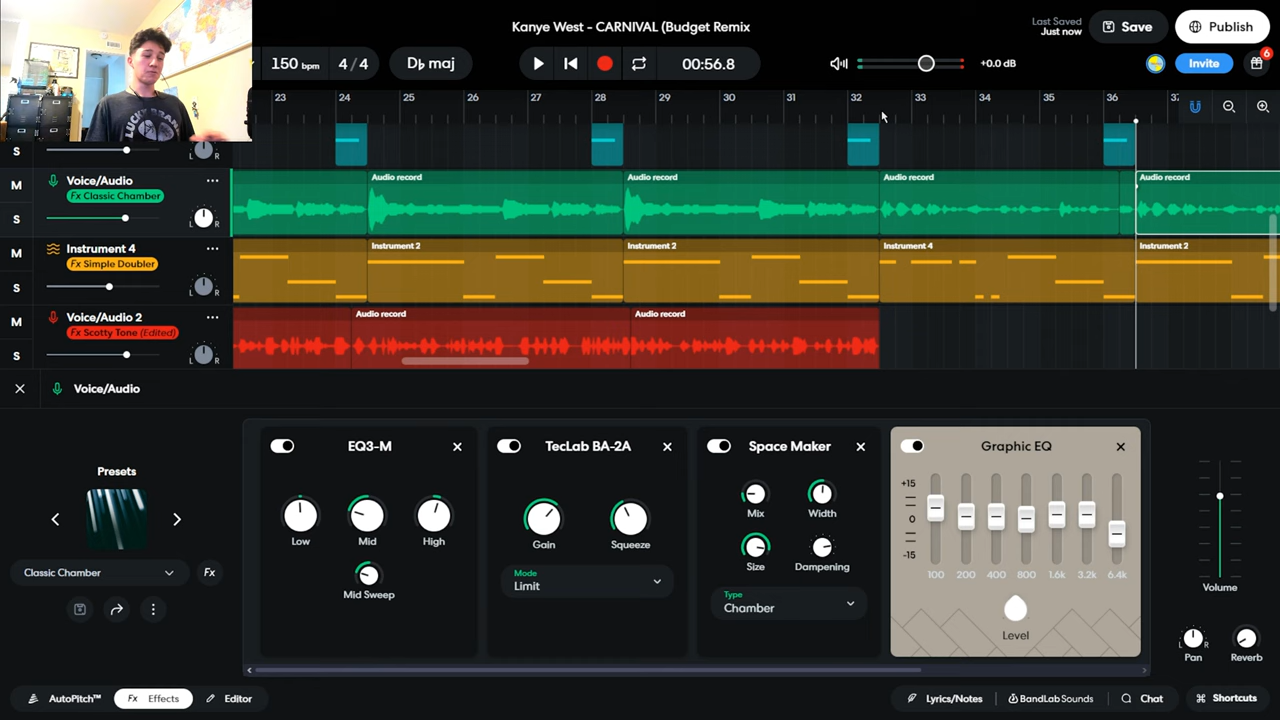 Kanye West - CARNIVAL (Budget Remix
Last Saved
Just now
Save
Publish
150 bpm
4 / 4
D♭ maj
00:56.8
+0.0 dB
Invite
6
23 24 25 26 27 28 29 30 31 32 33 34 35 36 37
S
M
Voice/Audio
Fx Classic Chamber
S
L R
Audio record
Audio record
Audio record
Audio record
M
Instrument 4
Fx Simple Doubler
S
Instrument 2
Instrument 2
Instrument 4
Instrument 2
M
Voice/Audio 2
Fx Scotty Tone (Edited)
S
Audio record
Audio record
Voice/Audio
Presets
Classic Chamber
Fx
EQ3-M
Low
Mid
High
Mid Sweep
TecLab BA-2A
Gain
Squeeze
Mode
Limit
Space Maker
Mix
Width
Size
Dampening
Type
Chamber
Graphic EQ
+15
0
-15
100 200 400 800 1.6k 3.2k 6.4k
Level
Volume
L R
Pan
Reverb
AutoPitch™
Fx Effects
Editor
Lyrics/Notes
BandLab Sounds
Chat
Shortcuts